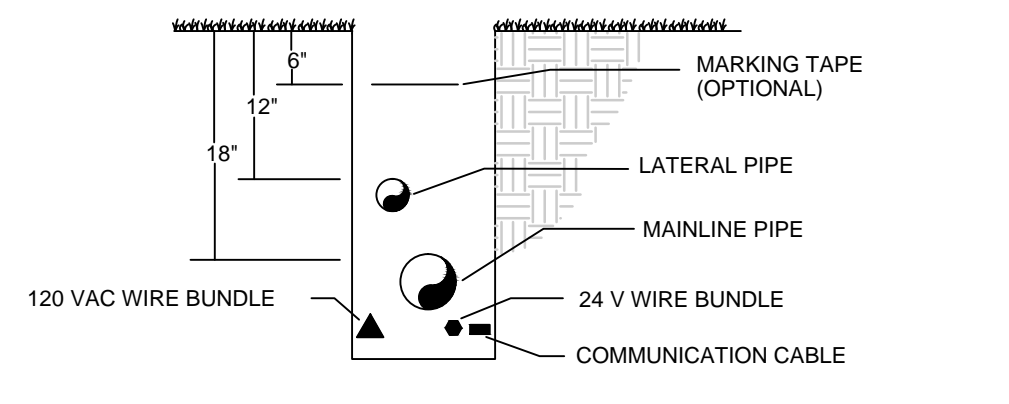 6"
MARKING TAPE
(OPTIONAL)
12"
18"
LATERAL PIPE
MAINLINE PIPE
120 VAC WIRE BUNDLE
24 V WIRE BUNDLE
COMMUNICATION CABLE